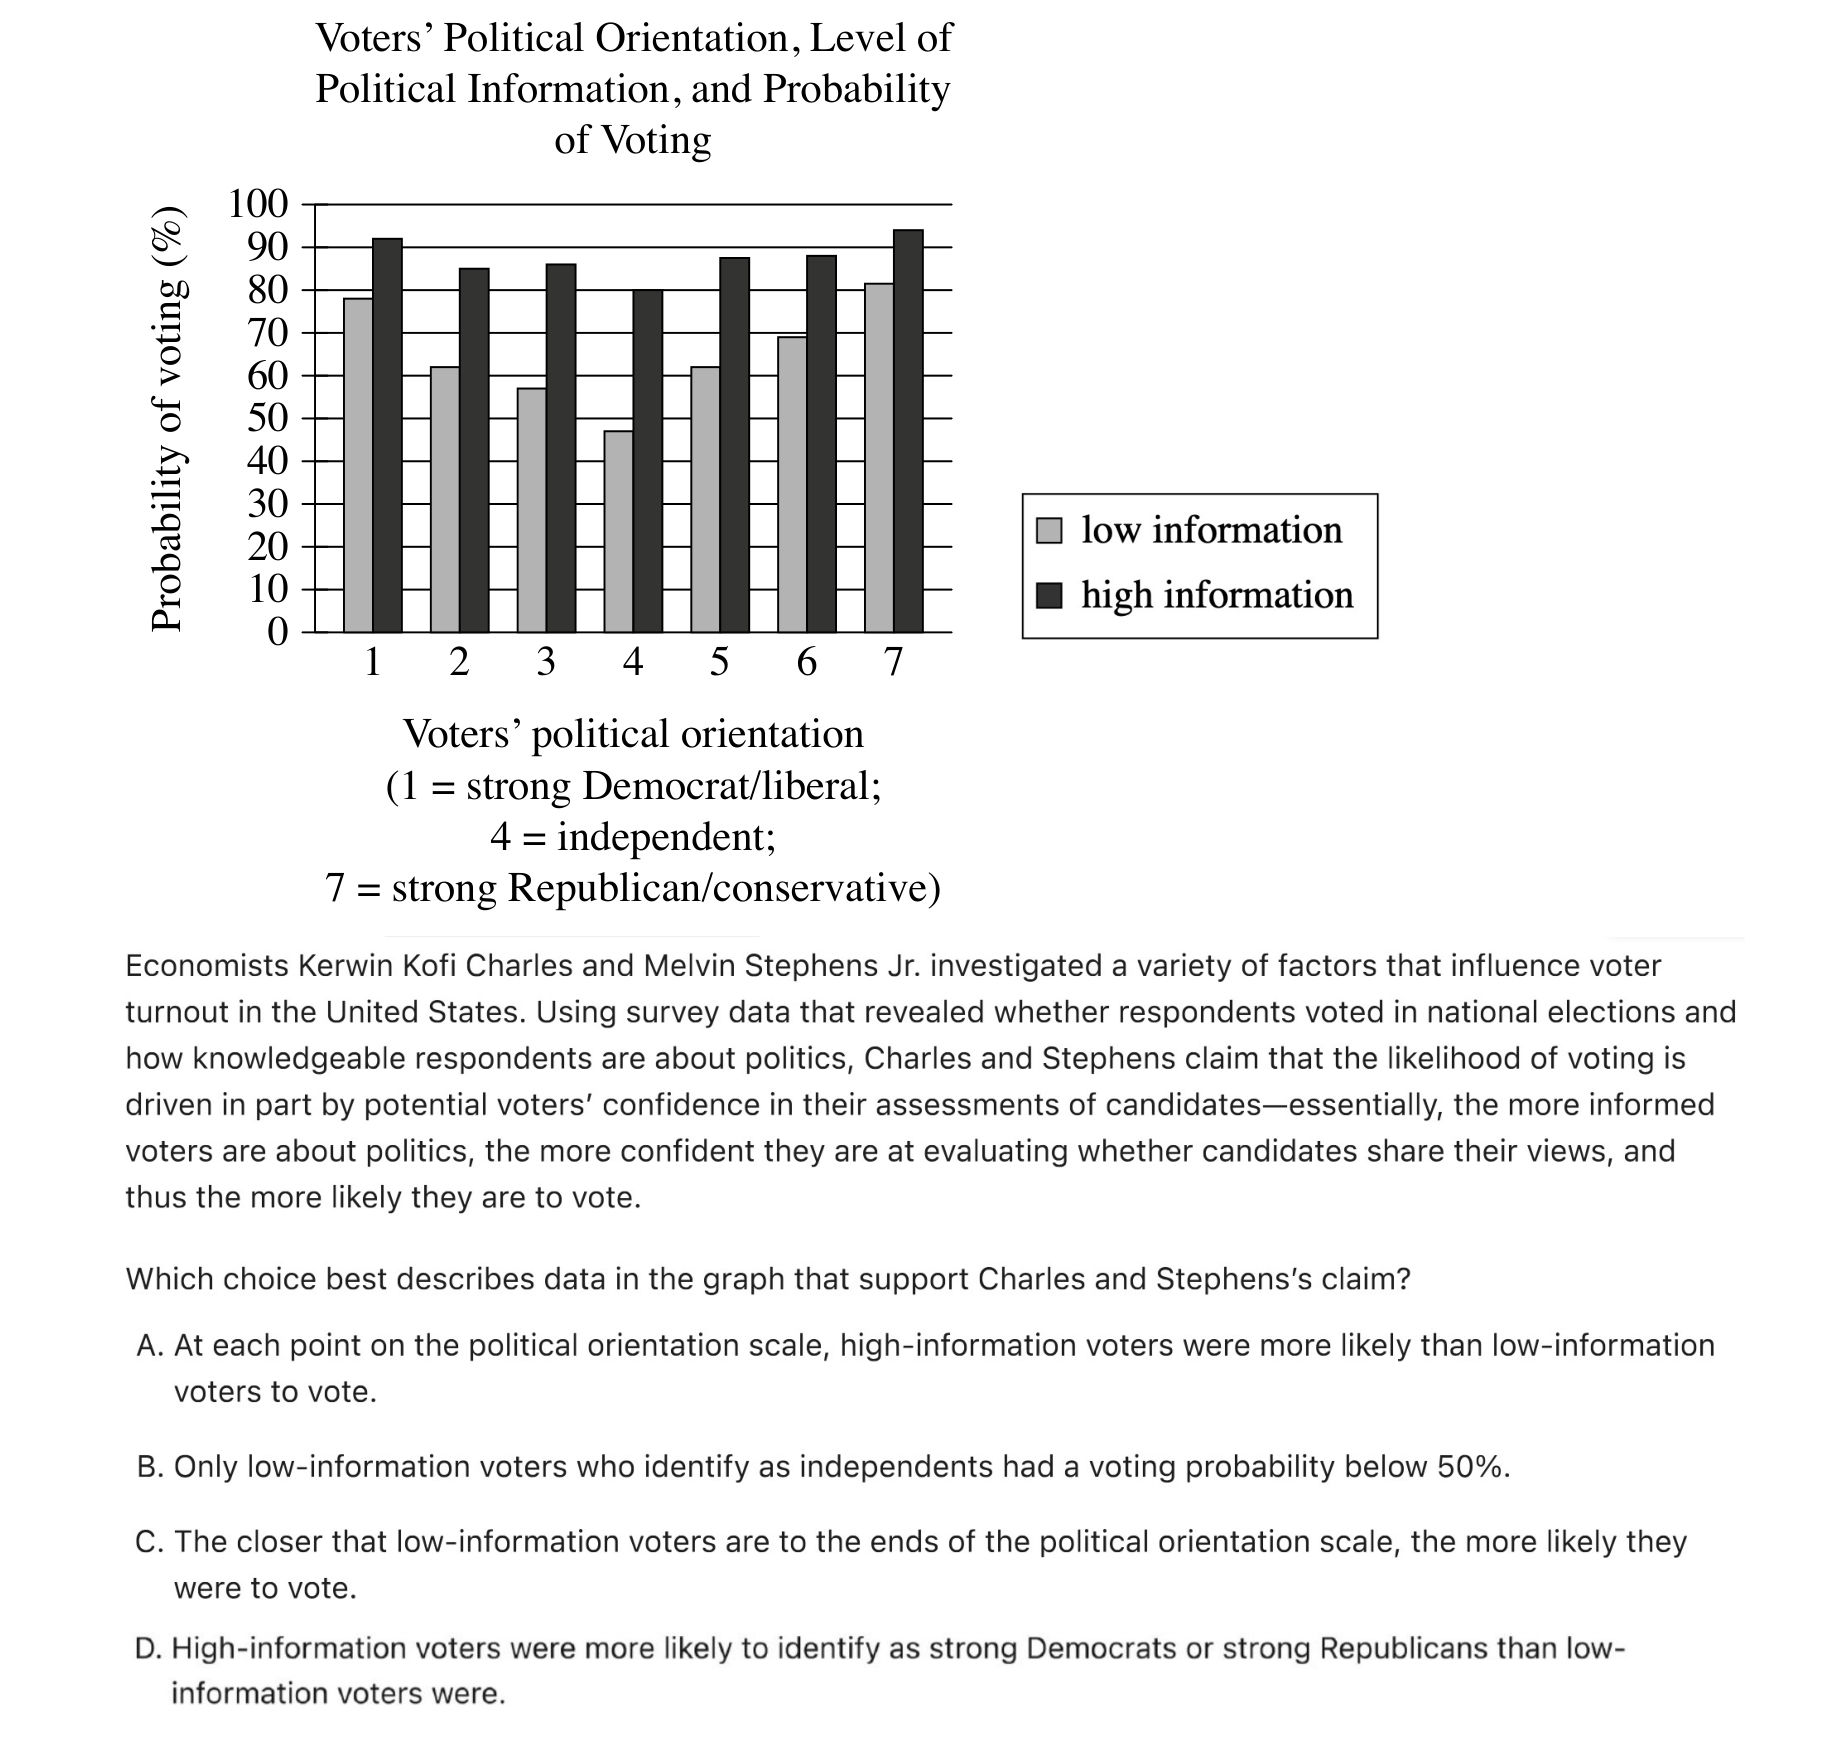 Voters’ Political Orientation, Level of
Political Information, and Probability
of Voting
Probability of voting (%)
100
90
80
70
60
50
40
30
20
10
0
1 2 3 4 5 6 7
low information
high information
Voters’ political orientation
(1 = strong Democrat/liberal;
4 = independent;
7 = strong Republican/conservative)
Economists Kerwin Kofi Charles and Melvin Stephens Jr. investigated a variety of factors that influence voter
turnout in the United States. Using survey data that revealed whether respondents voted in national elections and
how knowledgeable respondents are about politics, Charles and Stephens claim that the likelihood of voting is
driven in part by potential voters’ confidence in their assessments of candidates—essentially, the more informed
voters are about politics, the more confident they are at evaluating whether candidates share their views, and
thus the more likely they are to vote.
Which choice best describes data in the graph that support Charles and Stephens’s claim?
A. At each point on the political orientation scale, high-information voters were more likely than low-information
voters to vote.
B. Only low-information voters who identify as independents had a voting probability below 50%.
C. The closer that low-information voters are to the ends of the political orientation scale, the more likely they
were to vote.
D. High-information voters were more likely to identify as strong Democrats or strong Republicans than low-
information voters were.